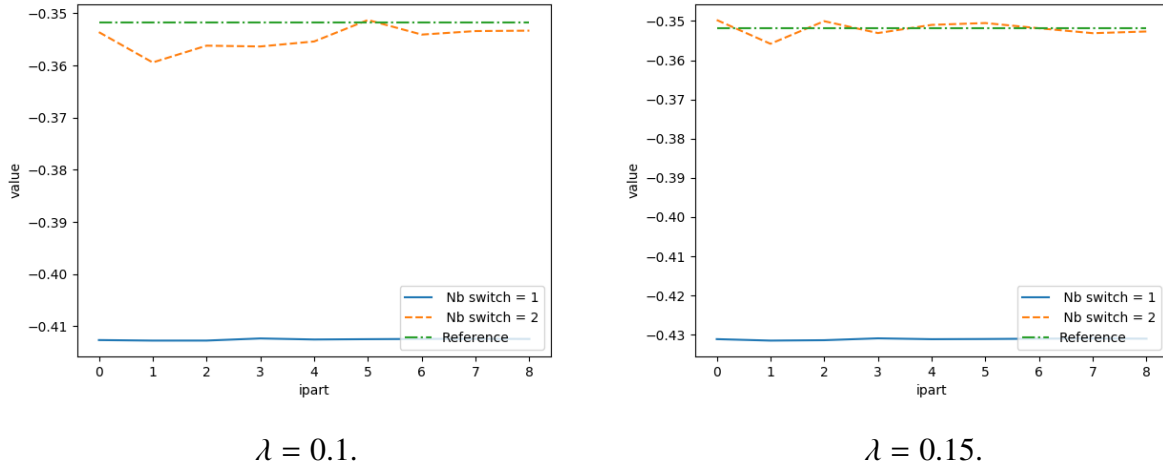 −0.35
−0.36
−0.37
−0.38
−0.39
−0.40
−0.41
value
0 1 2 3 4 5 6 7 8
ipart
Nb switch = 1
Nb switch = 2
Reference
λ = 0.1.
−0.35
−0.36
−0.37
−0.38
−0.39
−0.40
−0.41
−0.42
−0.43
value
0 1 2 3 4 5 6 7 8
ipart
Nb switch = 1
Nb switch = 2
Reference
λ = 0.15.